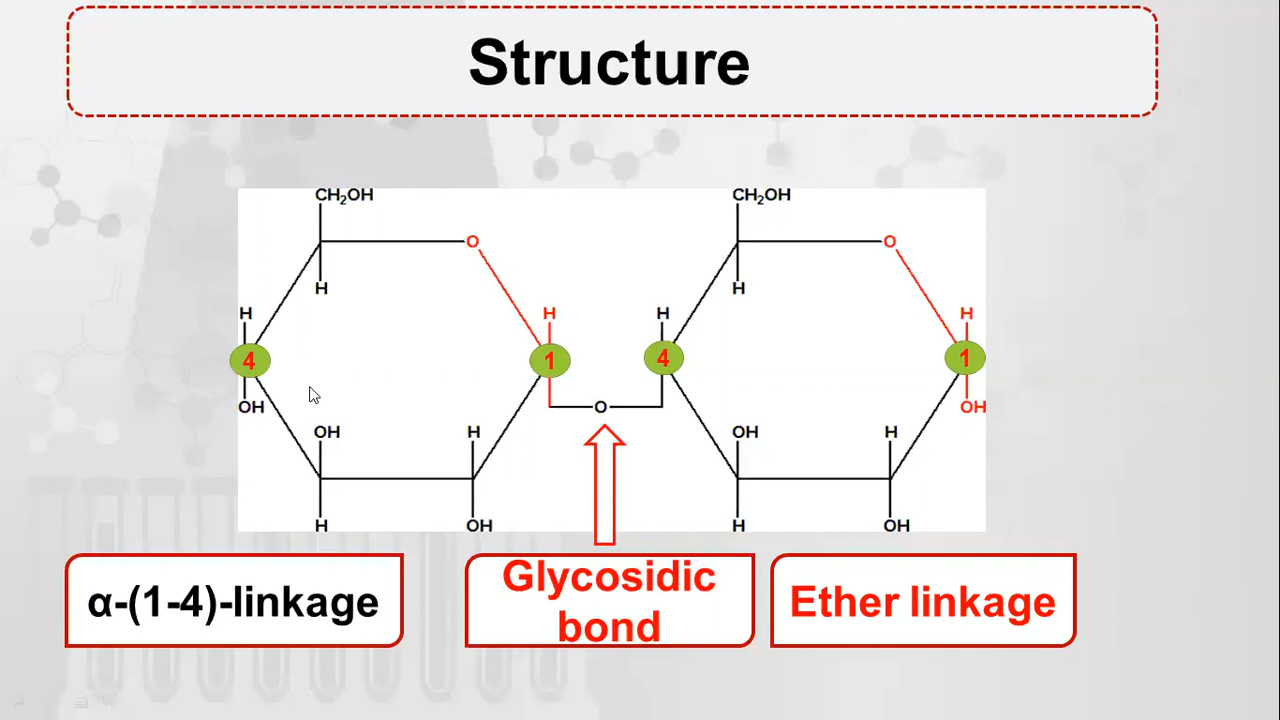 Structure
CH₂OH CH₂OH
O O
H H
H H H H
4 1 4 1
OH O OH
OH H OH H
H OH H OH
α-(1-4)-linkage
Glycosidic
bond
Ether linkage